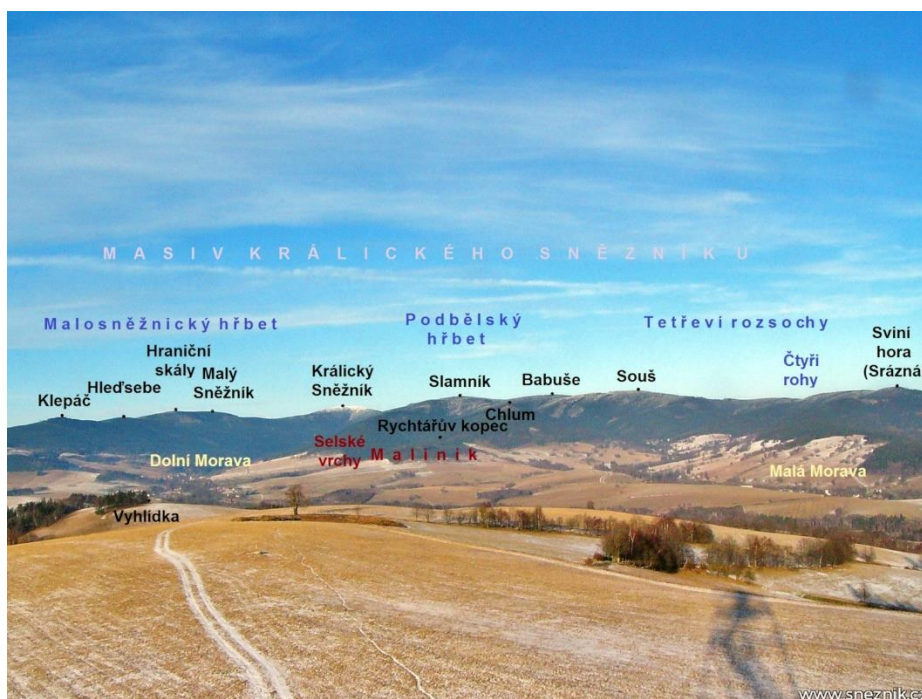 MASIV KRÁLICKÉHO SNĚZNÍKU
Malosněžnický hřbet
Podbělský
hřbet
Tetřeví rozsochy
Hraniční
skály
Malý
Sněžník
Hleďsebe
Klepáč
Králický
Sněžník
Slamník
Babuše
Chlum
Souš
Čtyři
rohy
Sviní
hora
(Srázná
Rychtářův kopec
Selské
vrchy
Malinik
Dolní Morava
Malá Morava
Vyhlídka
www.sneznik.c